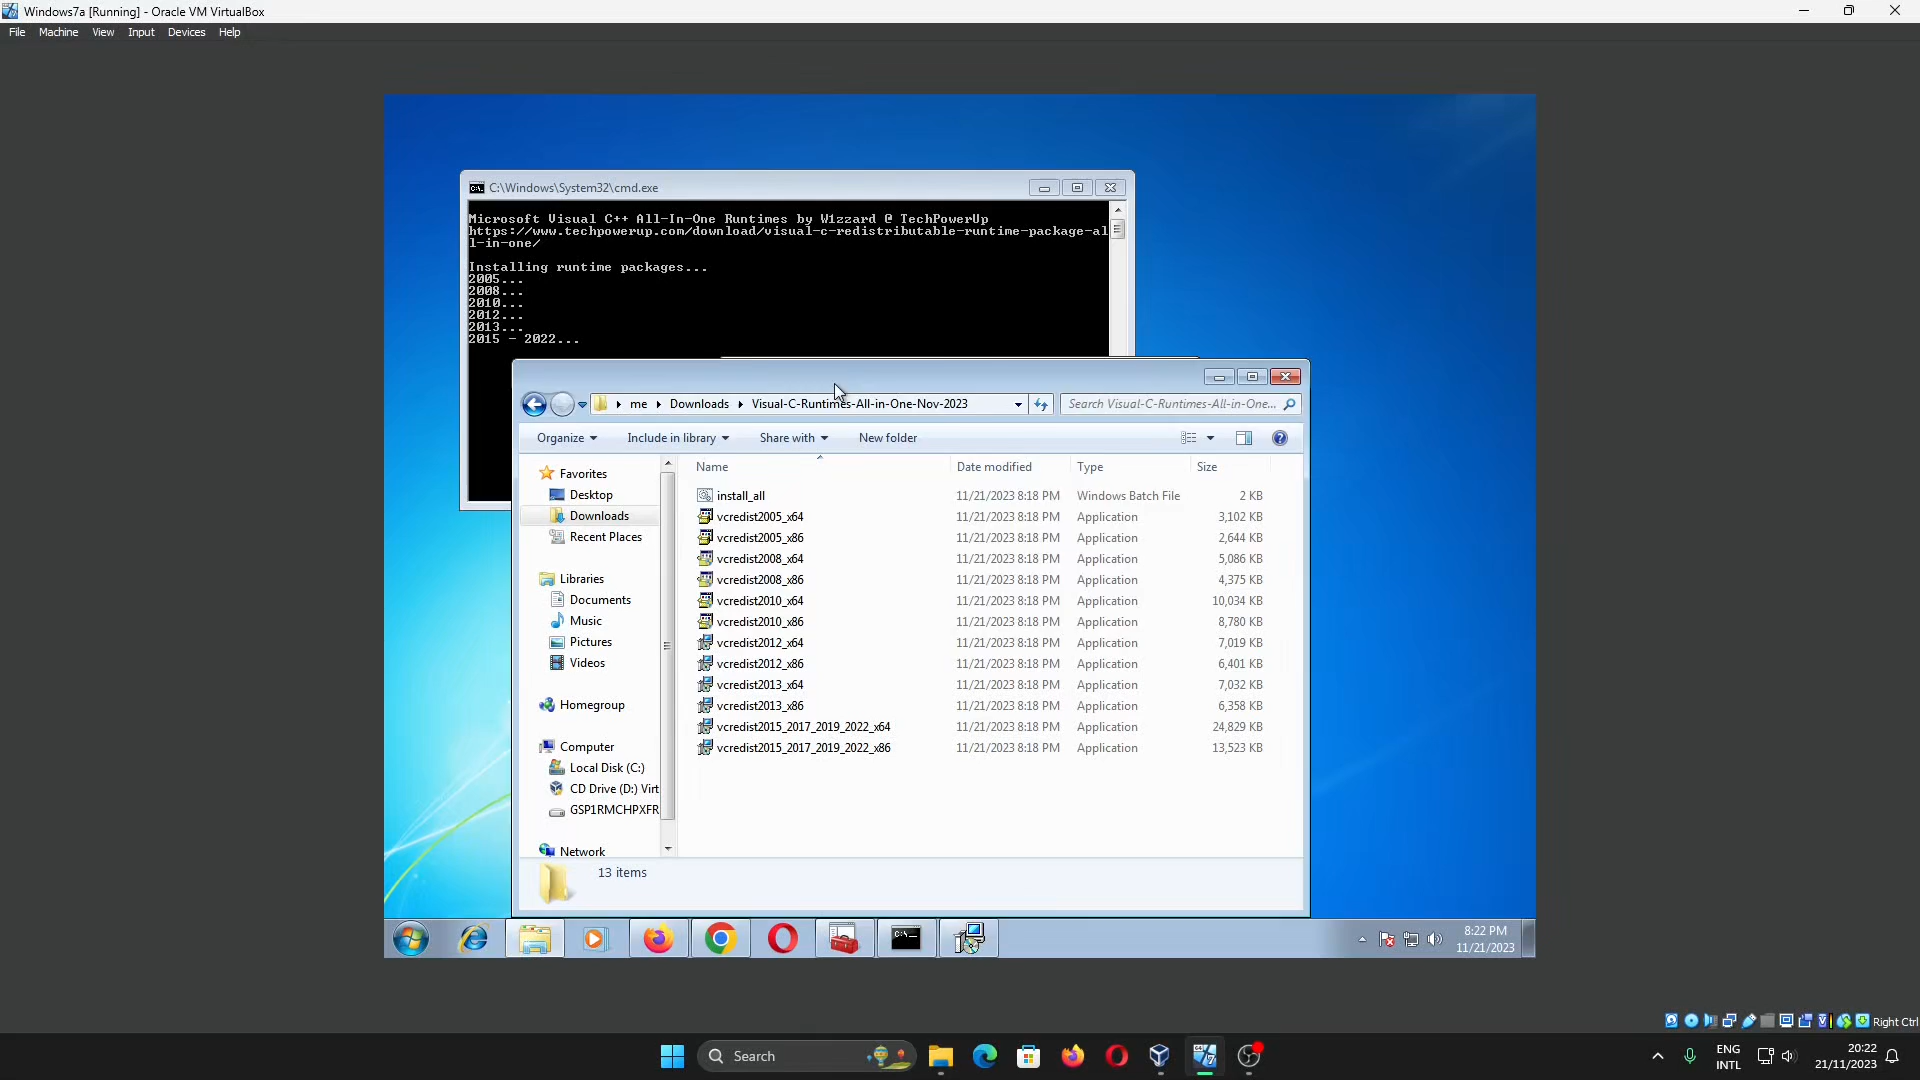 Windows7a [Running] - Oracle VM VirtualBox
File Machine View Input Devices Help
C:\Windows\System32\cmd.exe
Microsoft Visual C++ All-In-One Runtimes by W1zzard @ TechPowerUp
https://www.techpowerup.com/download/visual-c-redistributable-runtime-package-al
l-in-one/
Installing runtime packages...
2005...
2008...
2010...
2012...
2013...
2015 - 2022...
me Downloads Visual-C-Runtimes-All-in-One-Nov-2023 Search Visual-C-Runtimes-All-in-One...
Organize Include in library Share with New folder
Favorites
Desktop
Downloads
Recent Places
Libraries
Documents
Music
Pictures
Videos
Homegroup
Computer
Local Disk (C:)
CD Drive (D:) Virt
GSP1RMCHPXFR
Network
Name Date modified Type Size
install_all 11/21/2023 8:18 PM Windows Batch File 2 KB
vcredist2005_x64 11/21/2023 8:18 PM Application 3,102 KB
vcredist2005_x86 11/21/2023 8:18 PM Application 2,644 KB
vcredist2008_x64 11/21/2023 8:18 PM Application 5,086 KB
vcredist2008_x86 11/21/2023 8:18 PM Application 4,375 KB
vcredist2010_x64 11/21/2023 8:18 PM Application 10,034 KB
vcredist2010_x86 11/21/2023 8:18 PM Application 8,780 KB
vcredist2012_x64 11/21/2023 8:18 PM Application 7,019 KB
vcredist2012_x86 11/21/2023 8:18 PM Application 6,401 KB
vcredist2013_x64 11/21/2023 8:18 PM Application 7,032 KB
vcredist2013_x86 11/21/2023 8:18 PM Application 6,358 KB
vcredist2015_2017_2019_2022_x64 11/21/2023 8:18 PM Application 24,829 KB
vcredist2015_2017_2019_2022_x86 11/21/2023 8:18 PM Application 13,523 KB
13 items
8:22 PM
11/21/2023
Right Ctrl
Search
ENG
INTL
20:22
21/11/2023